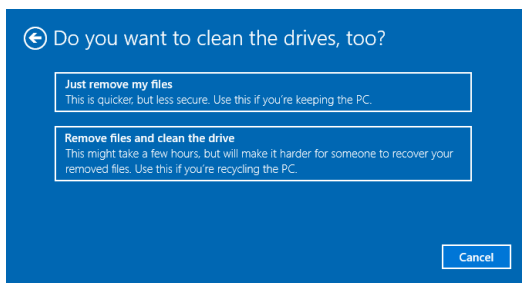 Do you want to clean the drives, too?
Just remove my files
This is quicker, but less secure. Use this if you're keeping the PC.
Remove files and clean the drive
This might take a few hours, but will make it harder for someone to recover your
removed files. Use this if you're recycling the PC.
Cancel